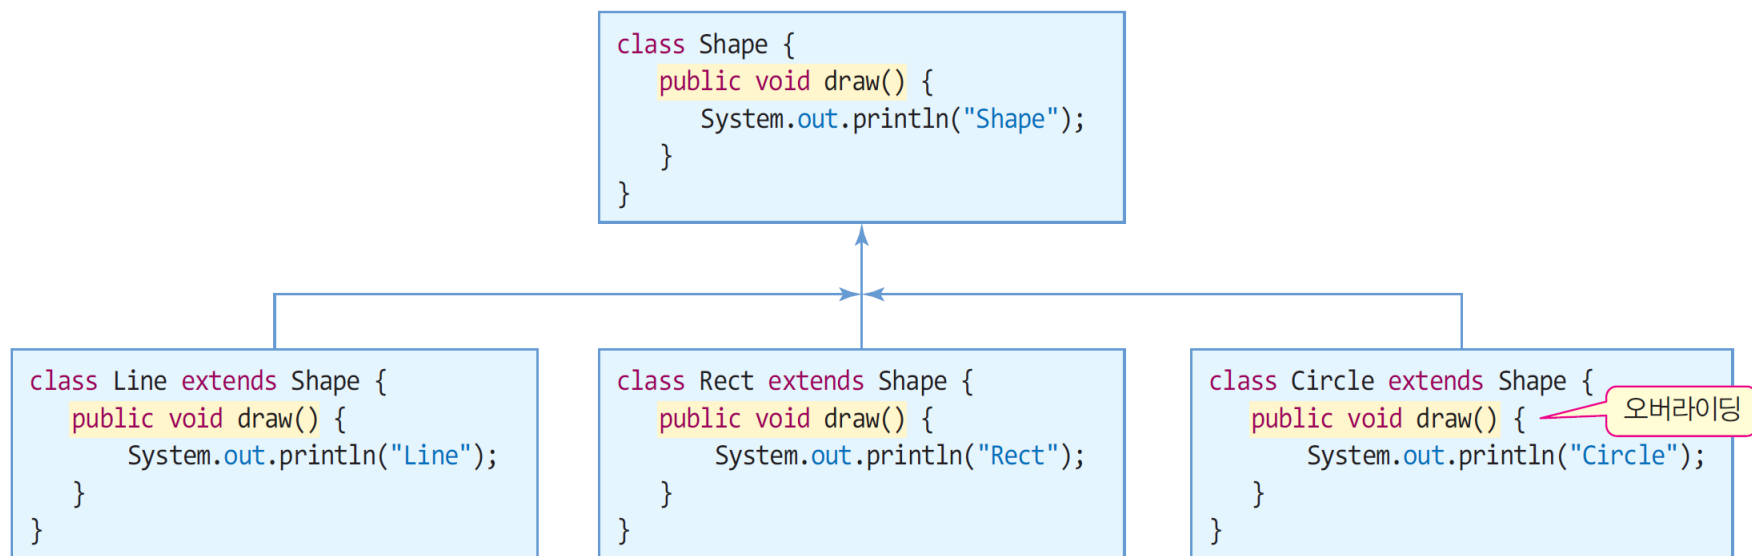 class Shape {
public void draw() {
System.out.println("Shape");
}
}
class Line extends Shape {
public void draw() {
System.out.println("Line");
}
}
class Rect extends Shape {
public void draw() {
System.out.println("Rect");
}
}
class Circle extends Shape {
public void draw() {
오버라이딩
System.out.println("Circle");
}
}